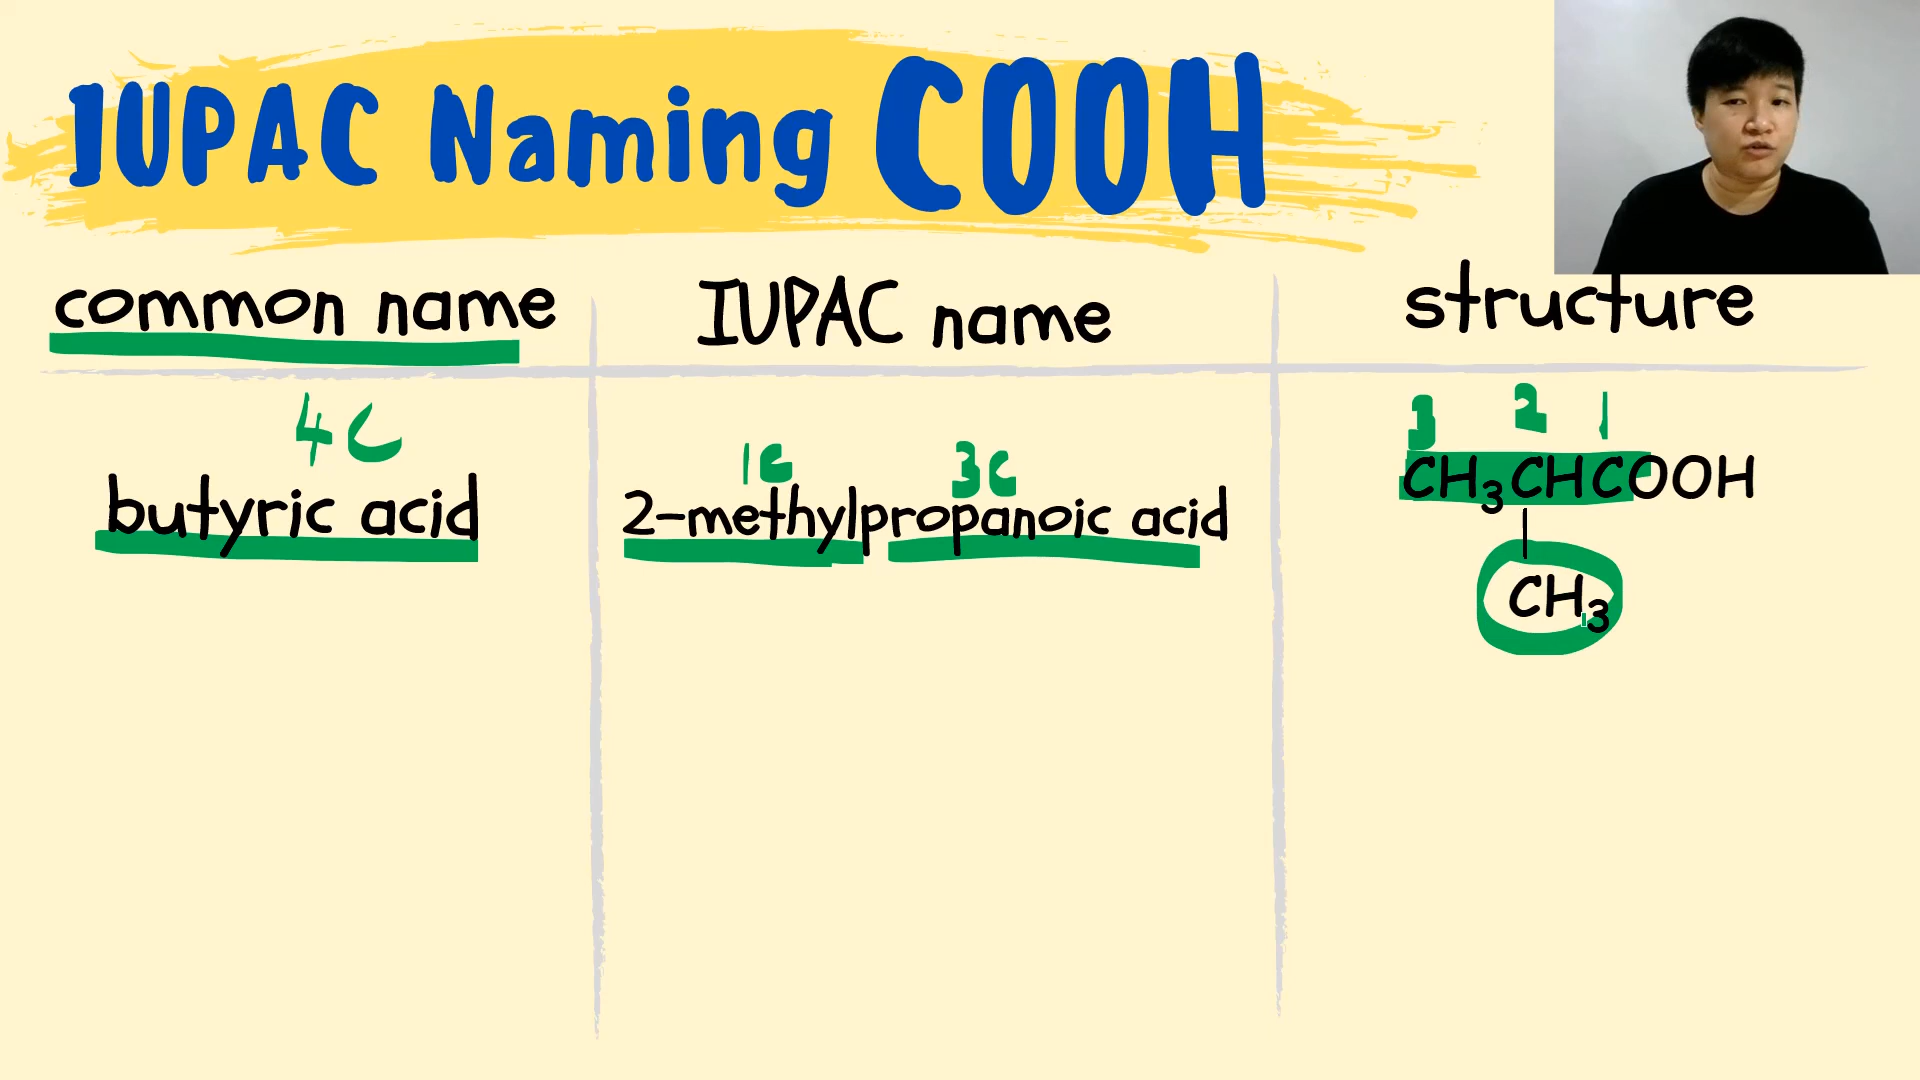 IUPAC Naming COOH
common name IUPAC name structure
4C
1C 3C
3 2 1
butyric acid 2-methylpropanoic acid CH₃CHCOOH
CH₃